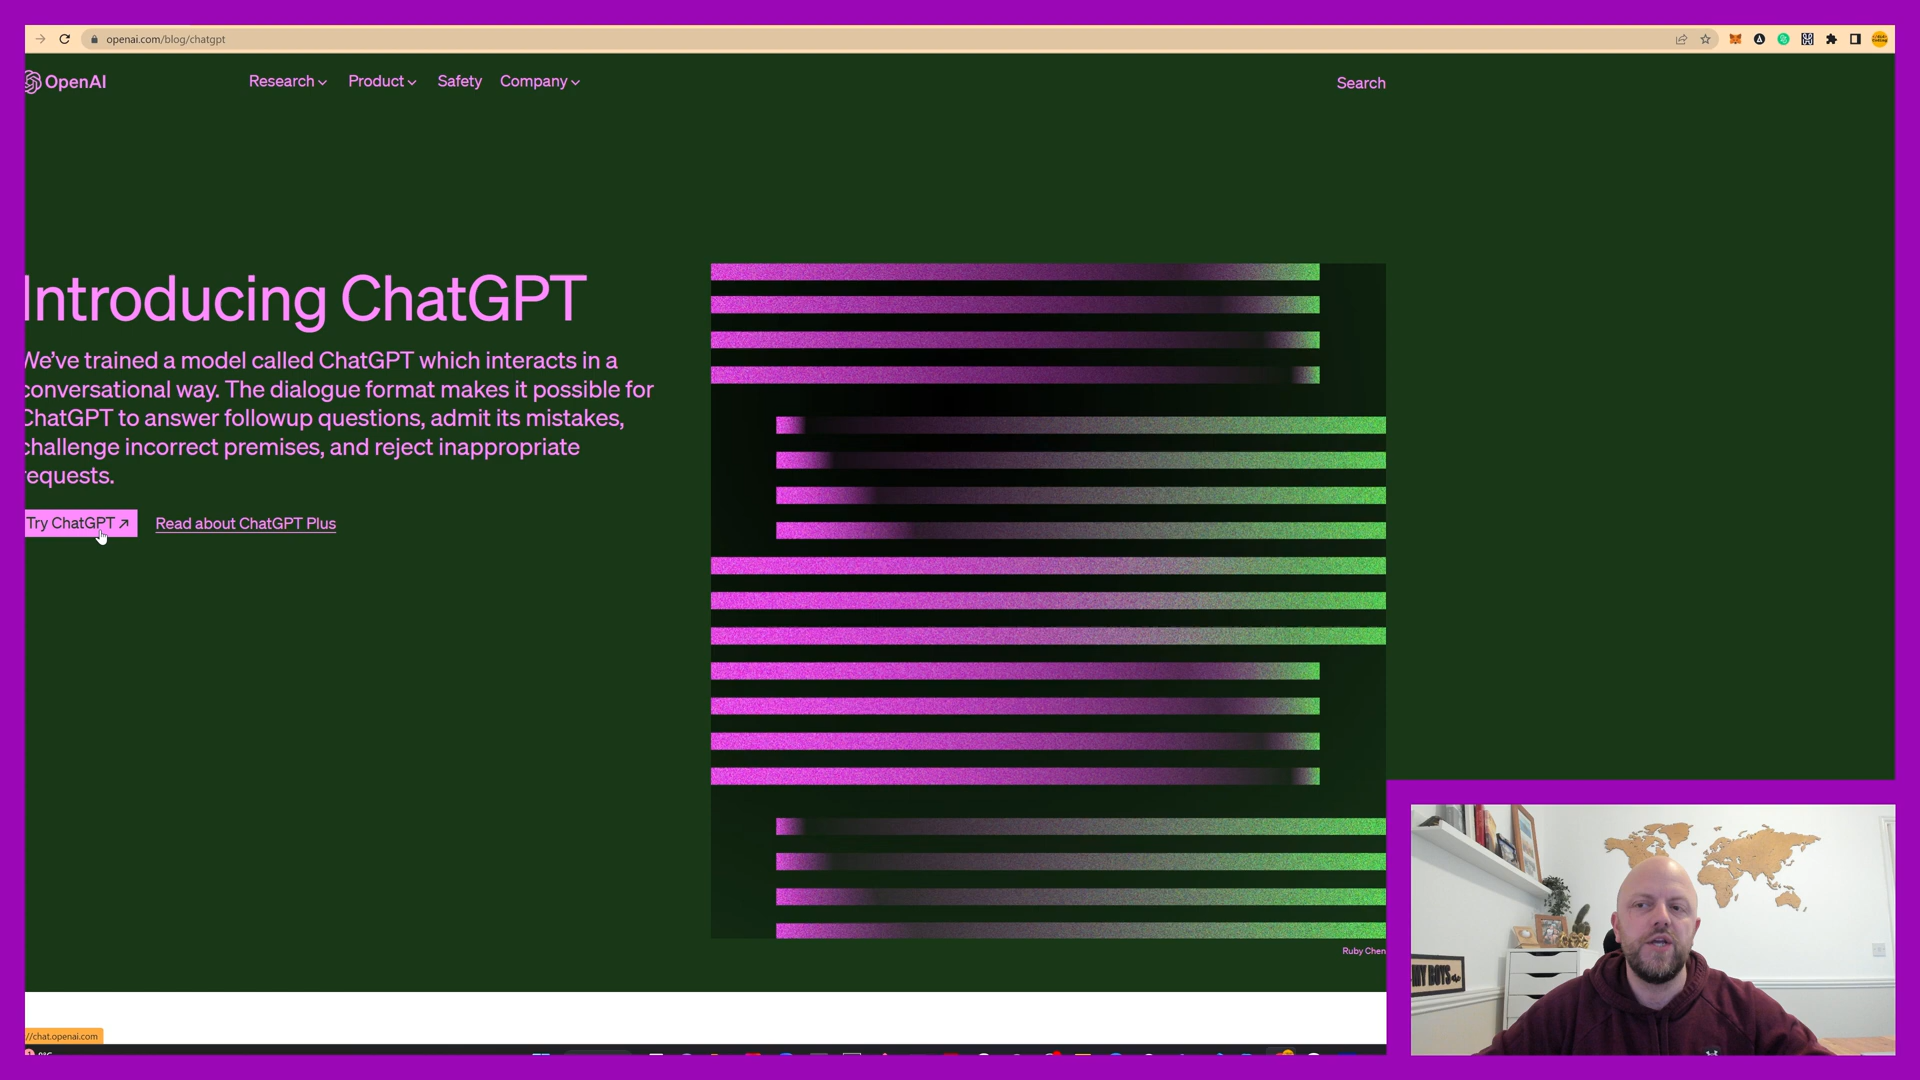 openai.com/blog/chatgpt
OpenAI
Research
Product
Safety
Company
Search
Introducing ChatGPT
We've trained a model called ChatGPT which interacts in a
conversational way. The dialogue format makes it possible for
ChatGPT to answer followup questions, admit its mistakes,
challenge incorrect premises, and reject inappropriate
requests.
Try ChatGPT ↗
Read about ChatGPT Plus
Ruby Chen
//chat.openai.com
MY BOYS